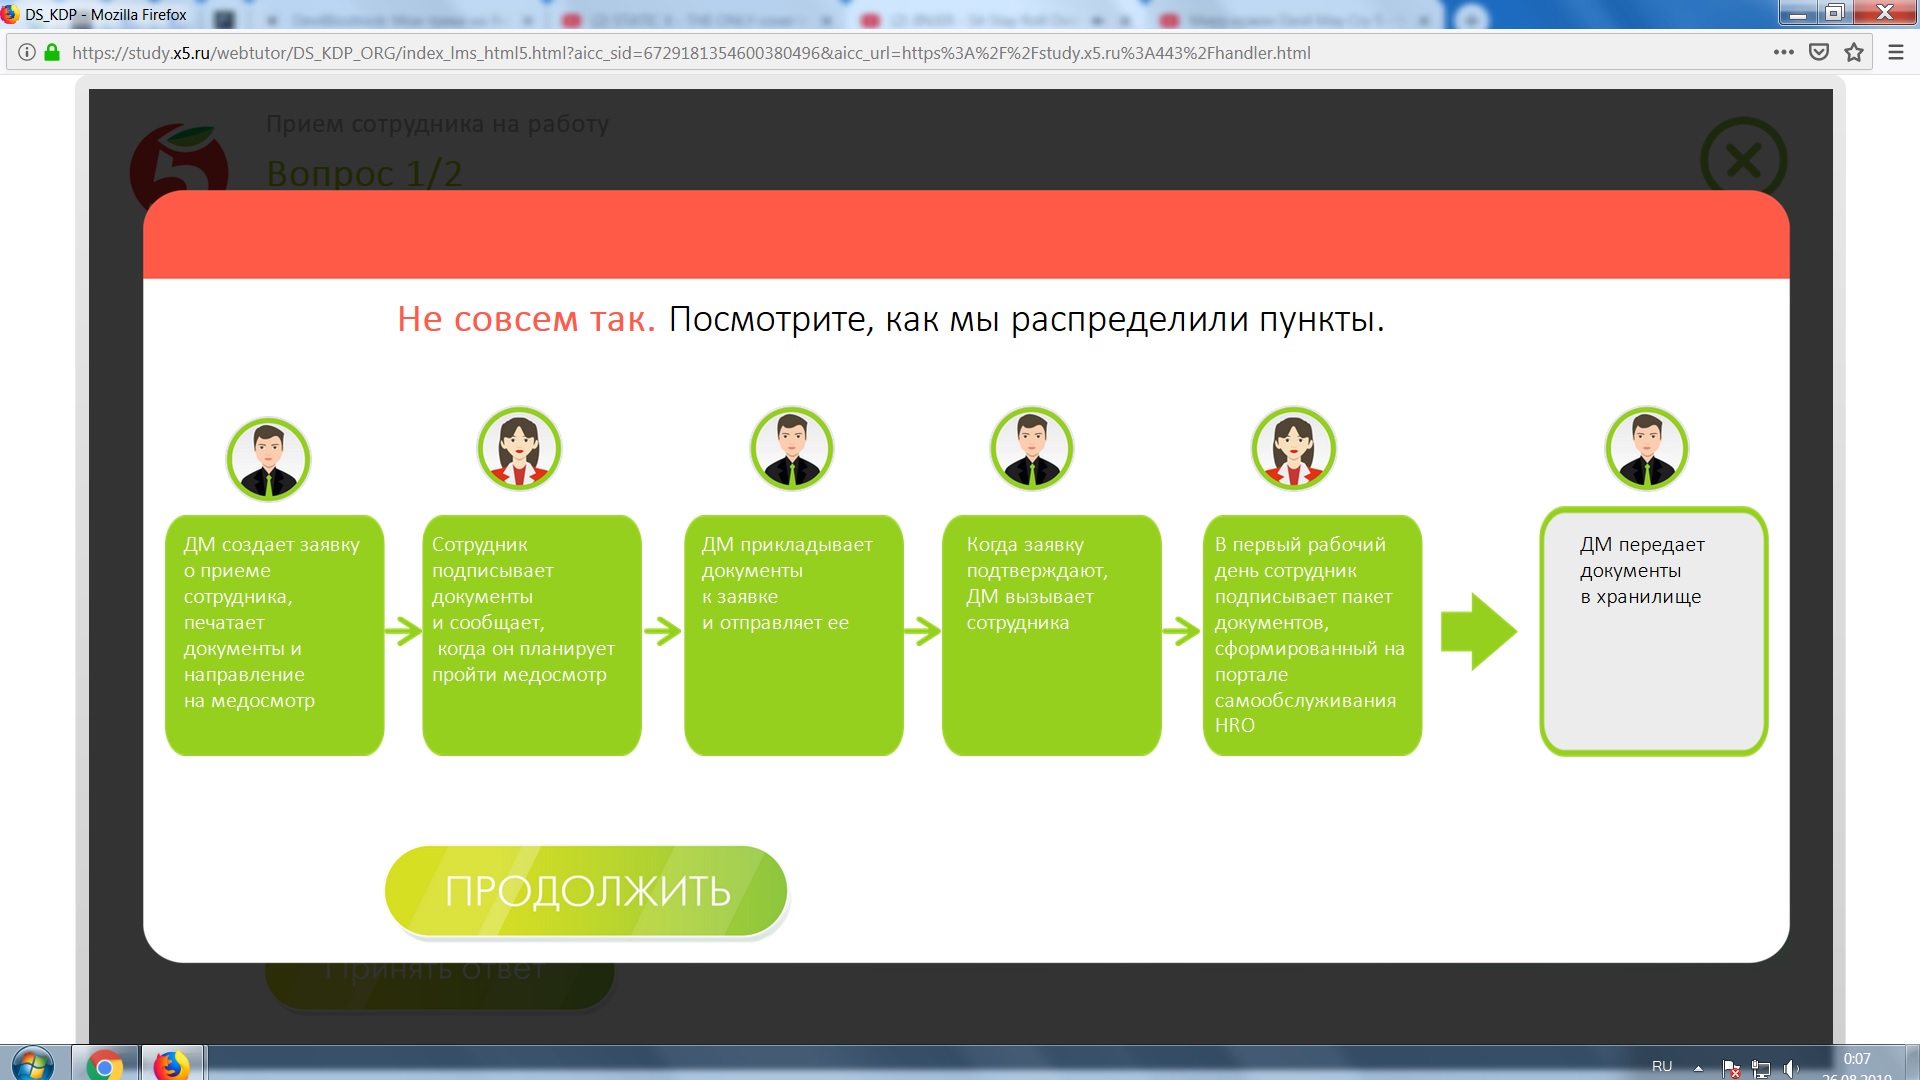 DS_KDP - Mozilla Firefox
https://study.x5.ru/webtutor/DS_KDP_ORG/index_lms_html5.html?aicc_sid=6729181354600380496&aicc_url=https%3A%2F%2Fstudy.x5.ru%3A443%2Fhandler.html
Прием сотрудника на работу
Вопрос 1/2
Не совсем так. Посмотрите, как мы распределили пункты.
ДМ создает заявку
о приеме
сотрудника,
печатает
документы и
направление
на медосмотр
Сотрудник
подписывает
документы
и сообщает,
когда он планирует
пройти медосмотр
ДМ прикладывает
документы
к заявке
и отправляет ее
Когда заявку
подтверждают,
ДМ вызывает
сотрудника
В первый рабочий
день сотрудник
подписывает пакет
документов,
сформированный на
портале
самообслуживания
HRO
ДМ передает
документы
в хранилище
ПРОДОЛЖИТЬ
Принять ответ
RU
0:07
26.08.2019